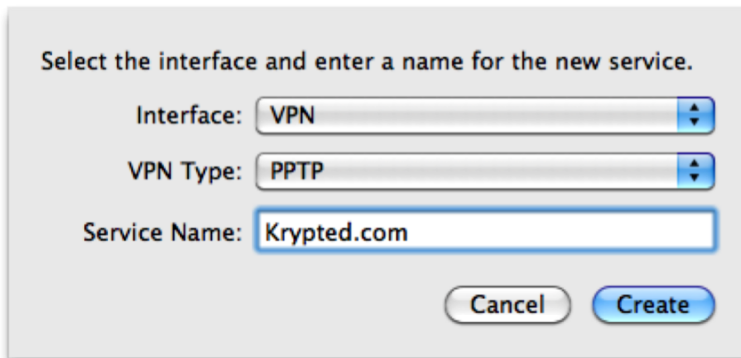 Select the interface and enter a name for the new service.
Interface: VPN
VPN Type: PPTP
Service Name: Krypted.com
Cancel Create